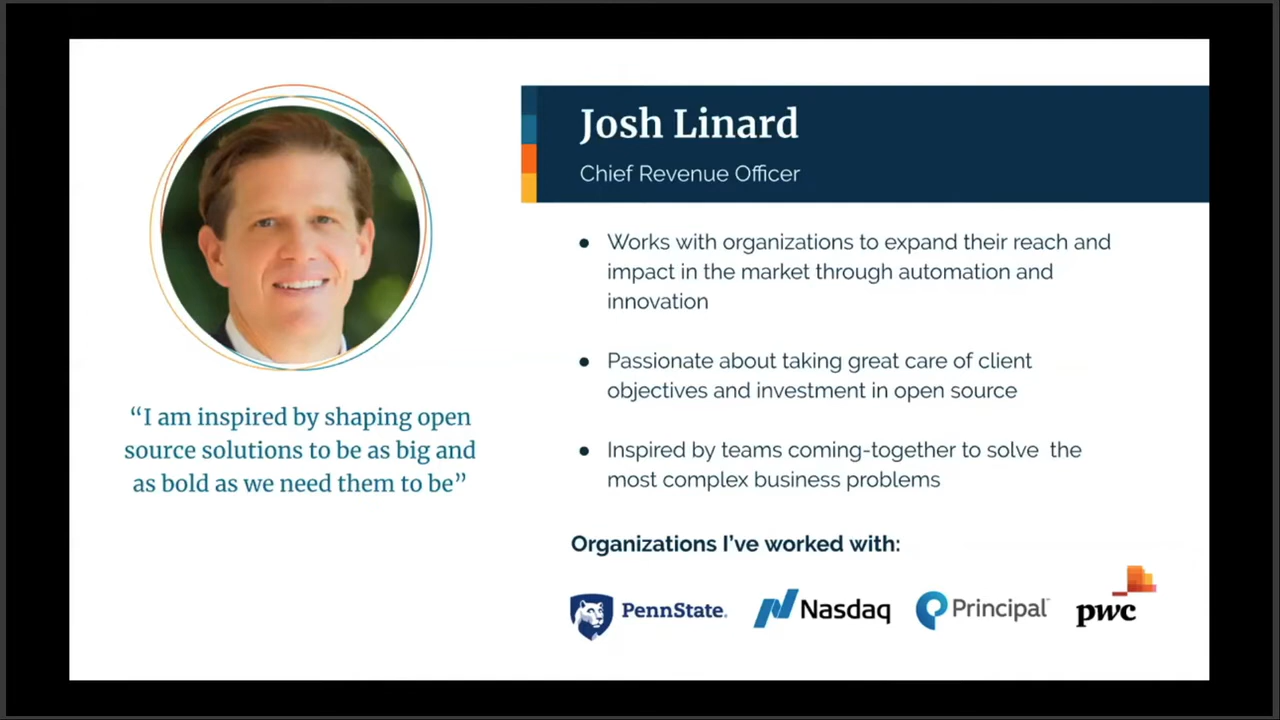 Josh Linard
Chief Revenue Officer
● Works with organizations to expand their reach and
impact in the market through automation and
innovation
● Passionate about taking great care of client
objectives and investment in open source
● Inspired by teams coming-together to solve  the
most complex business problems
“I am inspired by shaping open
source solutions to be as big and
as bold as we need them to be”
Organizations I’ve worked with:
PennState. Nasdaq Principal™ pwc